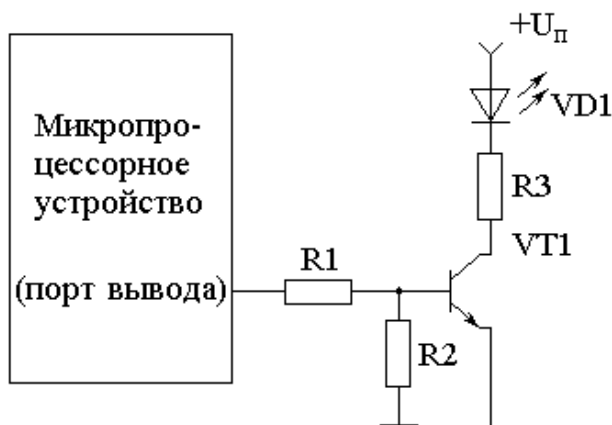 +Uп
VD1
Микропро-
цессорное
устройство
R3
VT1
R1
(порт вывода)
R2